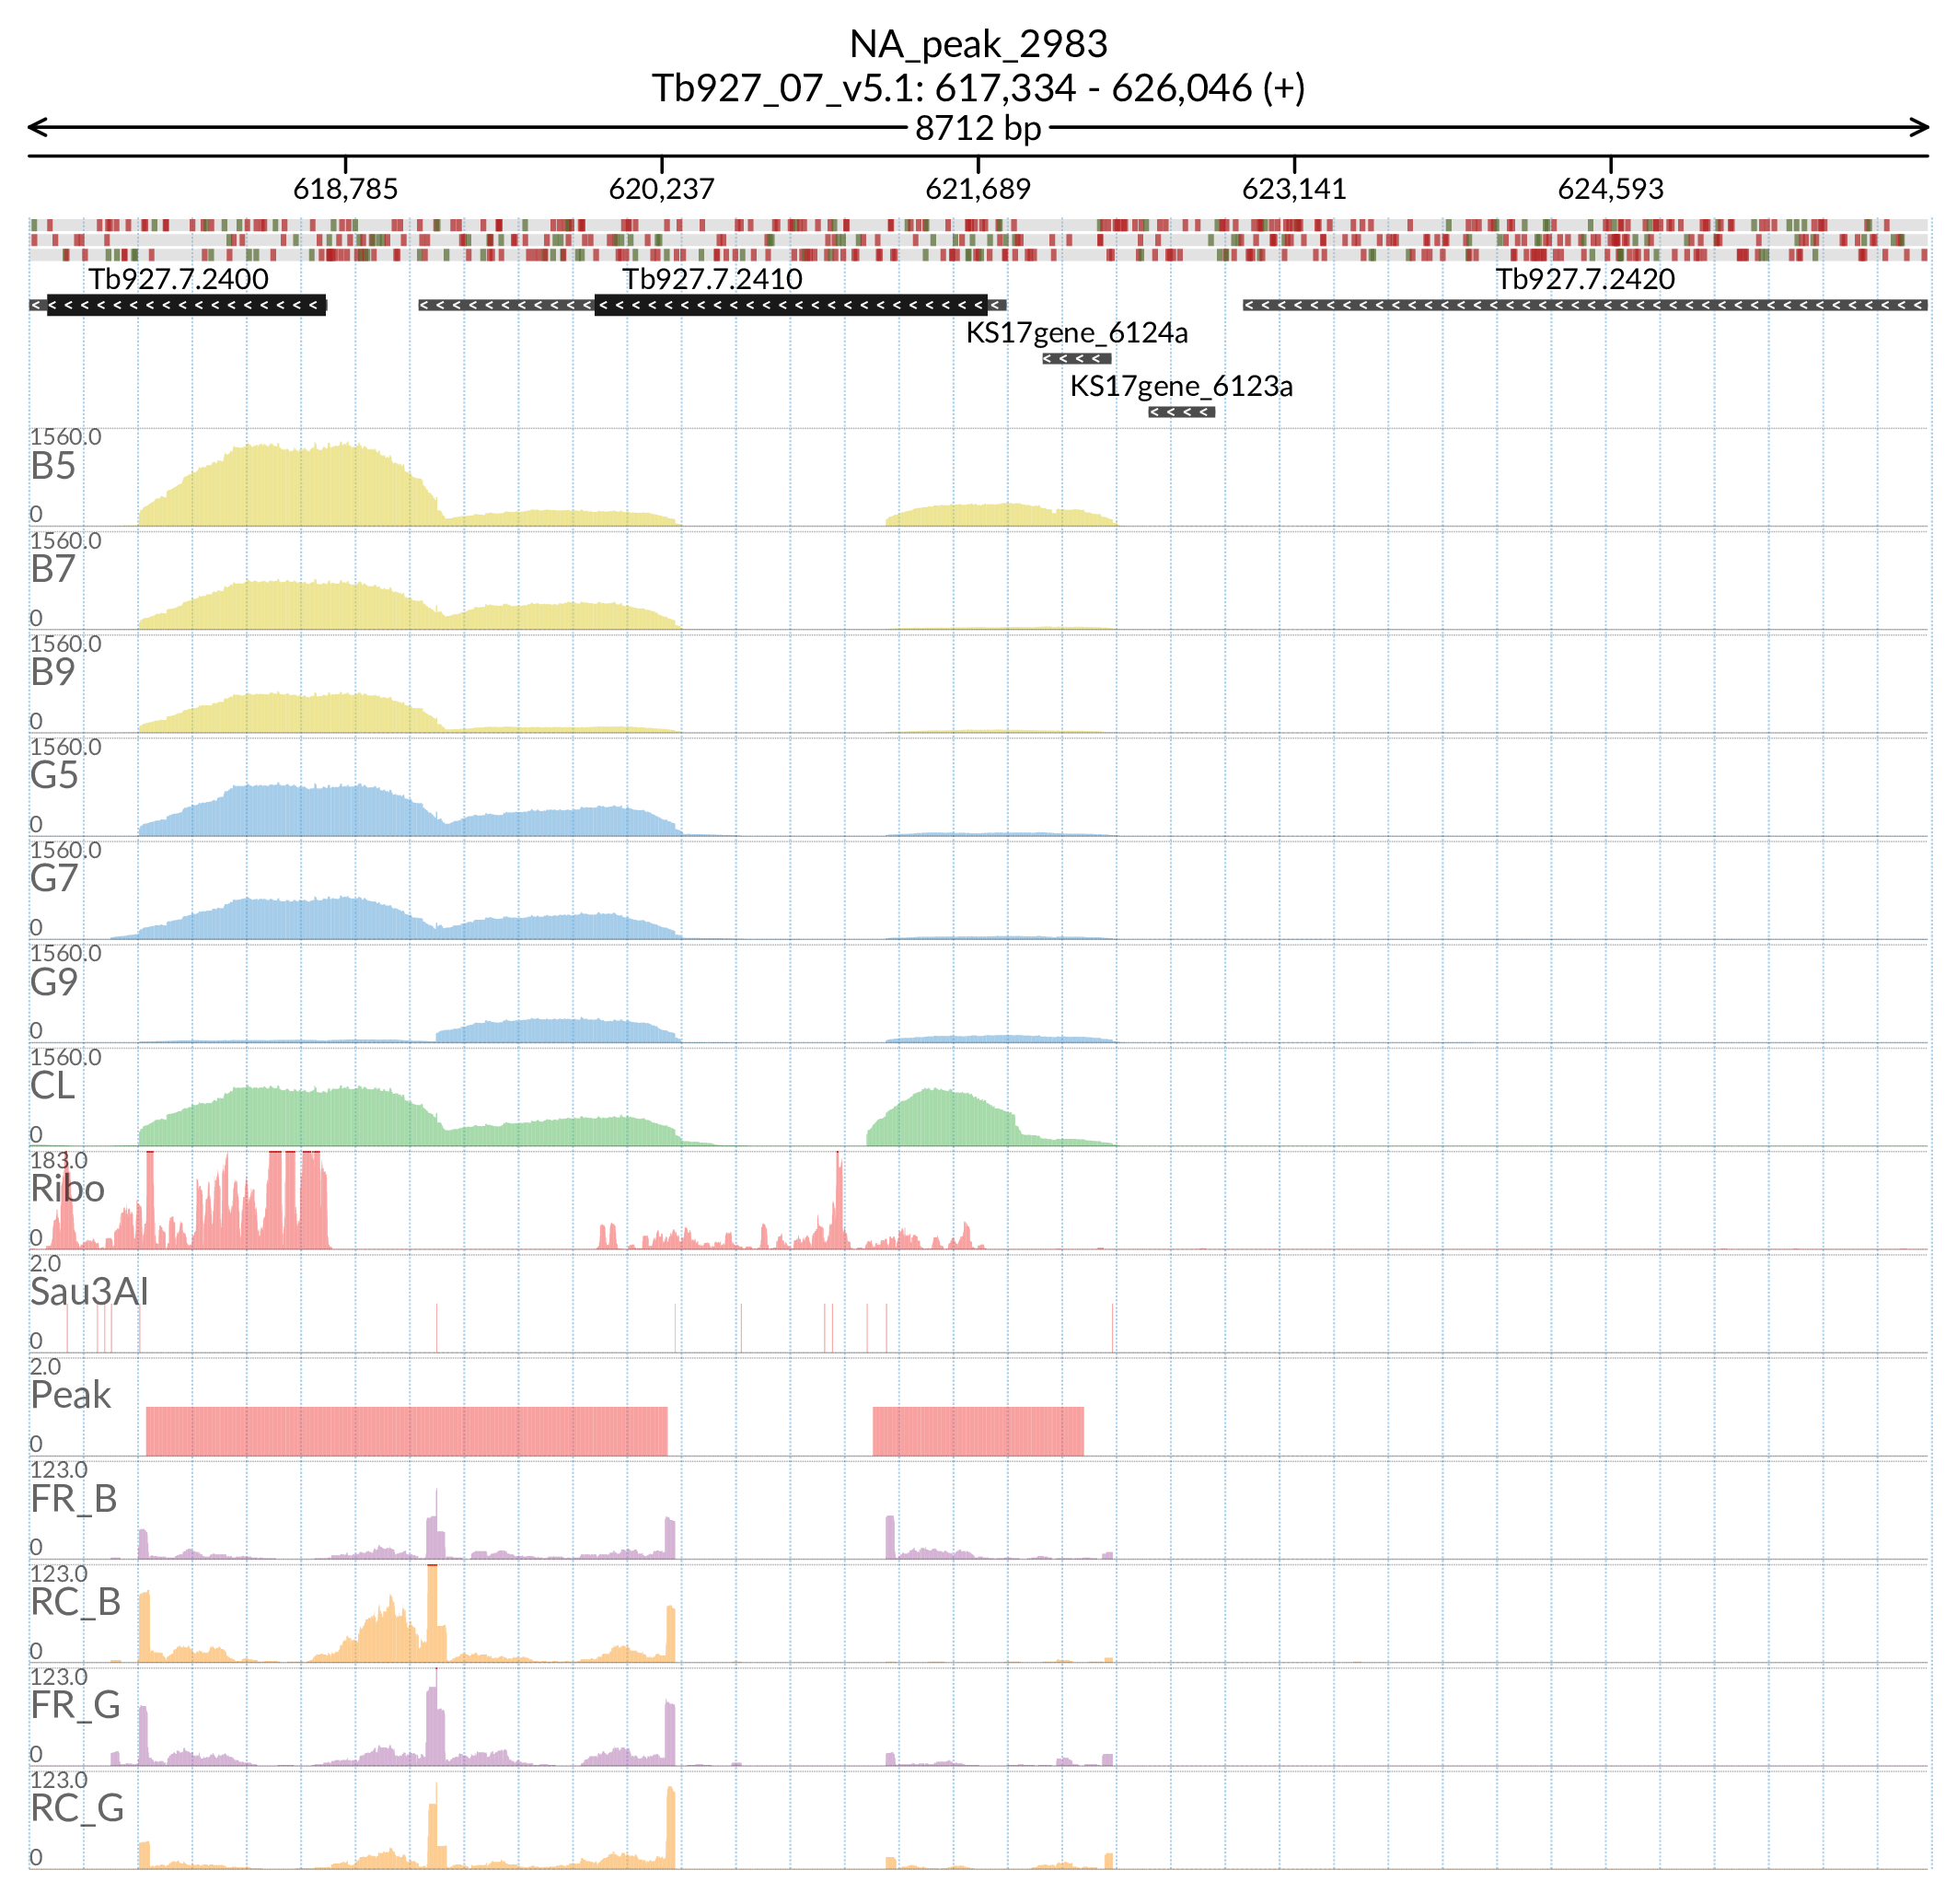 NA_peak_2983
Tb927_07_v5.1: 617,334 - 626,046 (+)
8712 bp
618,785 620,237 621,689 623,141 624,593
Tb927.7.2400 Tb927.7.2410 Tb927.7.2420
KS17gene_6124a
KS17gene_6123a
1560.0
B5
0
1560.0
B7
0
1560.0
B9
0
1560.0
G5
0
1560.0
G7
0
1560.0
G9
0
1560.0
CL
0
183.0
Ribo
0
2.0
Sau3AI
0
2.0
Peak
0
123.0
FR_B
0
123.0
RC_B
0
123.0
FR_G
0
123.0
RC_G
0